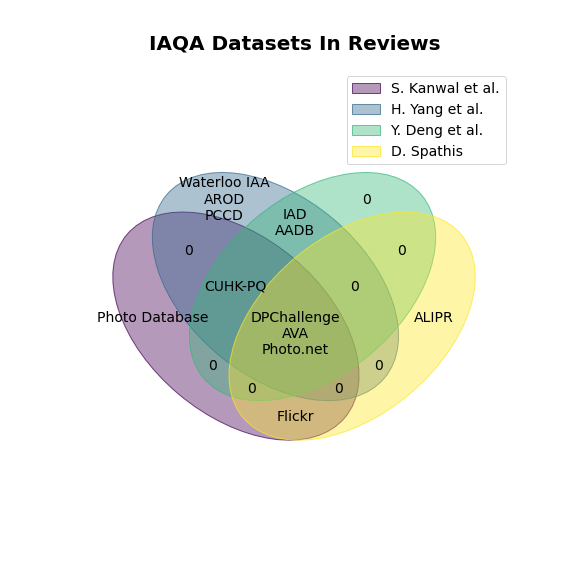 IAQA Datasets In Reviews
S. Kanwal et al.
H. Yang et al.
Y. Deng et al.
D. Spathis
Waterloo IAA
AROD
PCCD
IAD
AADB
0
0
0
CUHK-PQ
0
Photo Database
DPChallenge
AVA
Photo.net
ALIPR
0
0
0
0
Flickr